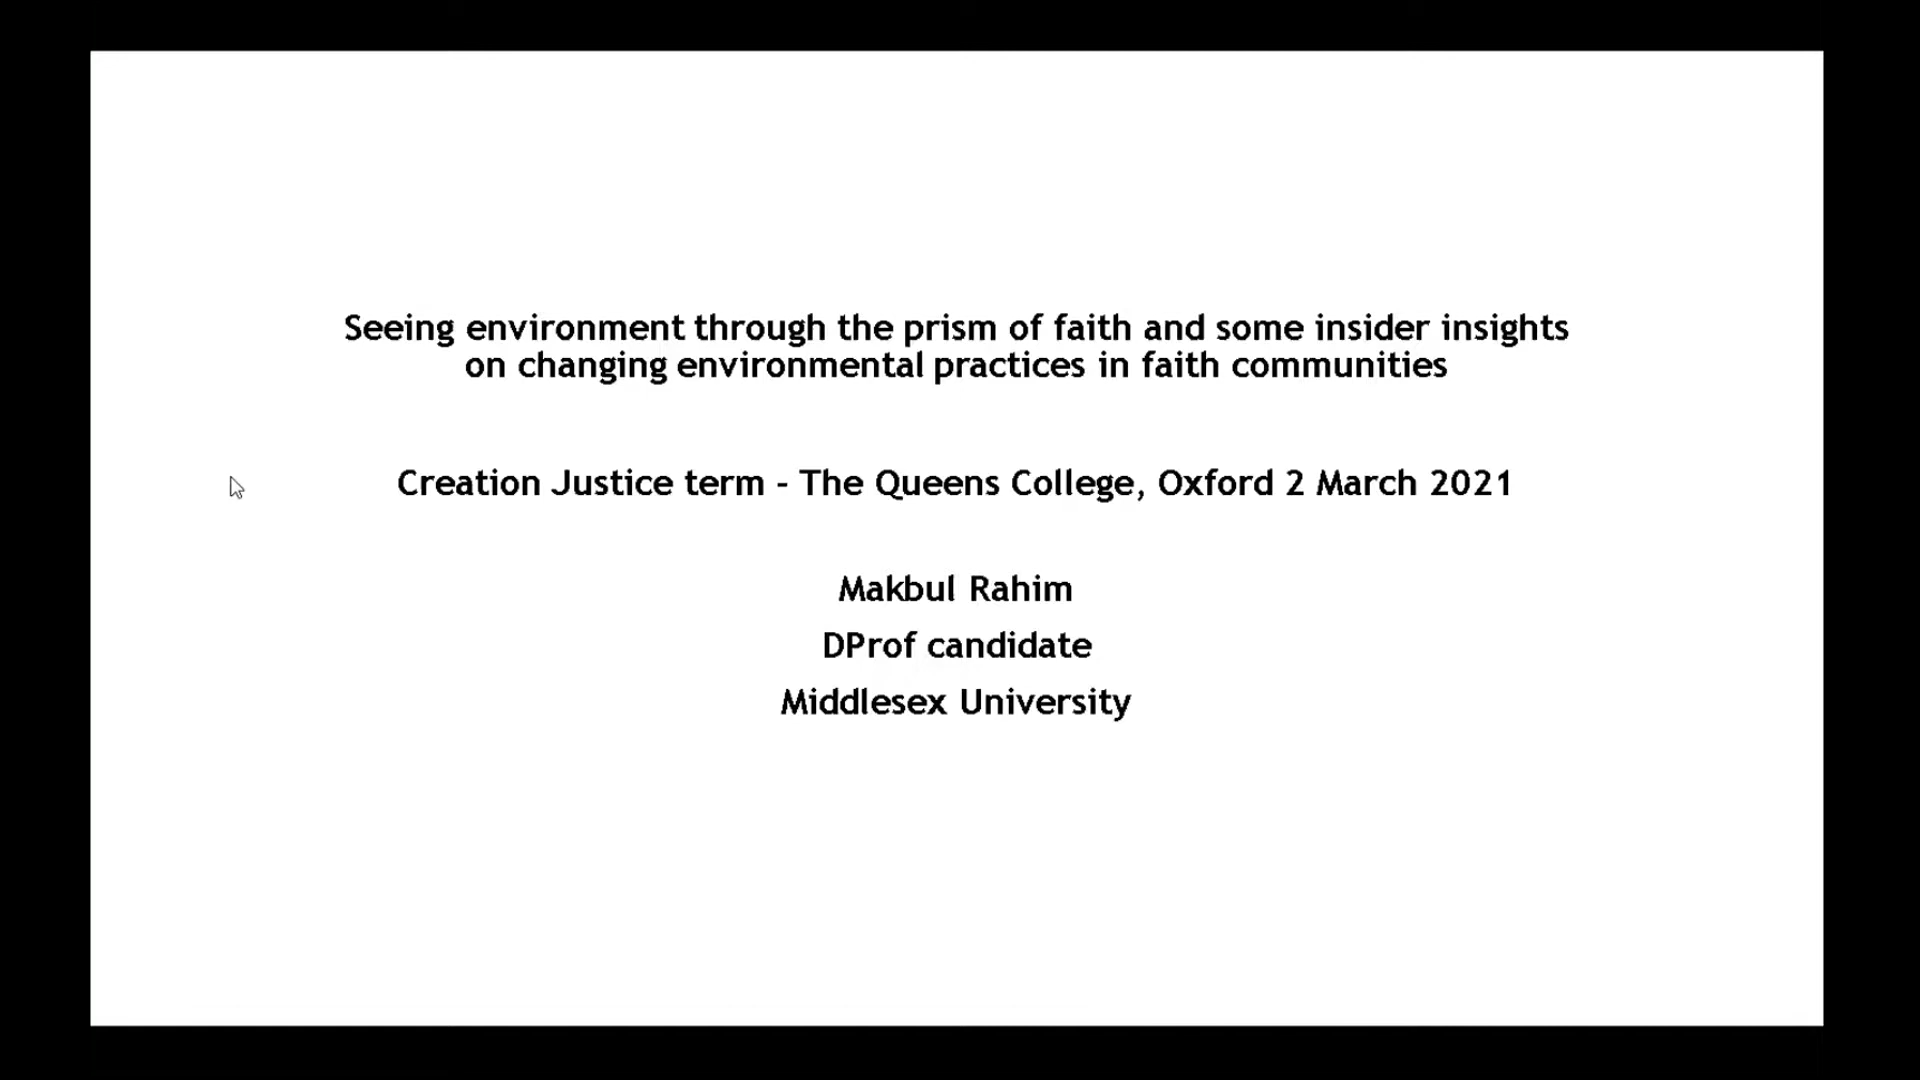 Seeing environment through the prism of faith and some insider insights
on changing environmental practices in faith communities
Creation Justice term - The Queens College, Oxford 2 March 2021
Makbul Rahim
DProf candidate
Middlesex University